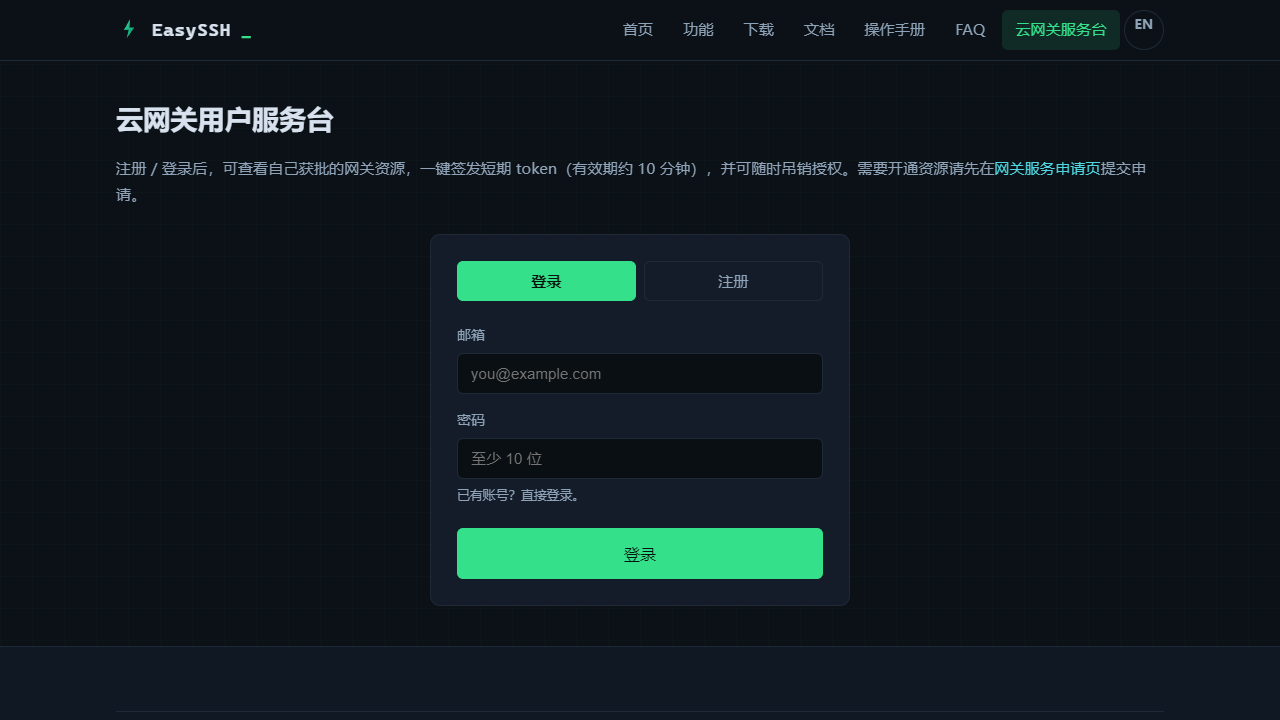 EasySSH _
首页 功能 下载 文档 操作手册 FAQ 云网关服务台 EN
云网关用户服务台
注册 / 登录后，可查看自己获批的网关资源，一键签发短期 token（有效期约 10 分钟），并可随时吊销授权。需要开通资源请先在网关服务申请页提交申
请。
登录 注册
邮箱
you@example.com
密码
至少 10 位
已有账号？直接登录。
登录